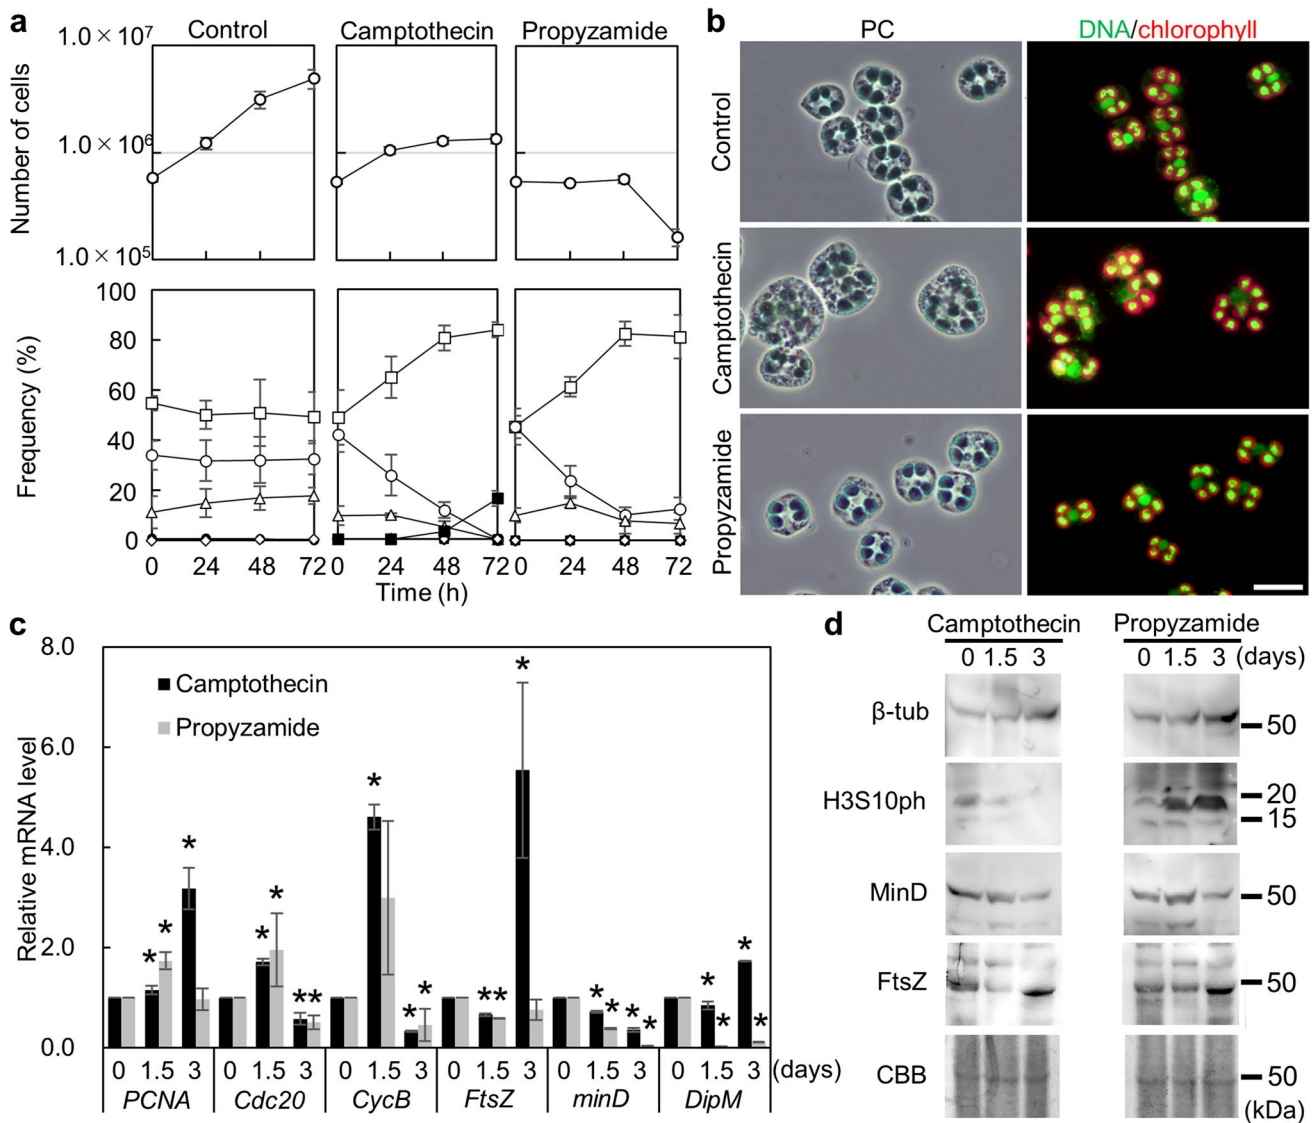 a
Control
Camptothecin
Propyzamide
1.0 × 10⁷
1.0 × 10⁶
1.0 × 10⁵
Number of cells
100
80
60
40
20
0
Frequency (%)
0 24 48 72 0 24 48 72 0 24 48 72
Time (h)
b
PC
DNA/chlorophyll
Control
Camptothecin
Propyzamide
c
8.0
6.0
4.0
2.0
0.0
Relative mRNA level
Camptothecin
Propyzamide
* * * * * ** * * * ** * * * * * * * * *
0 1.5 3 0 1.5 3 0 1.5 3 0 1.5 3 0 1.5 3 0 1.5 3 (days)
PCNA Cdc20 CycB FtsZ minD DipM
d
Camptothecin
Propyzamide
0 1.5 3
0 1.5 3 (days)
β-tub
50
H3S10ph
20
15
MinD
50
FtsZ
50
CBB
50
(kDa)